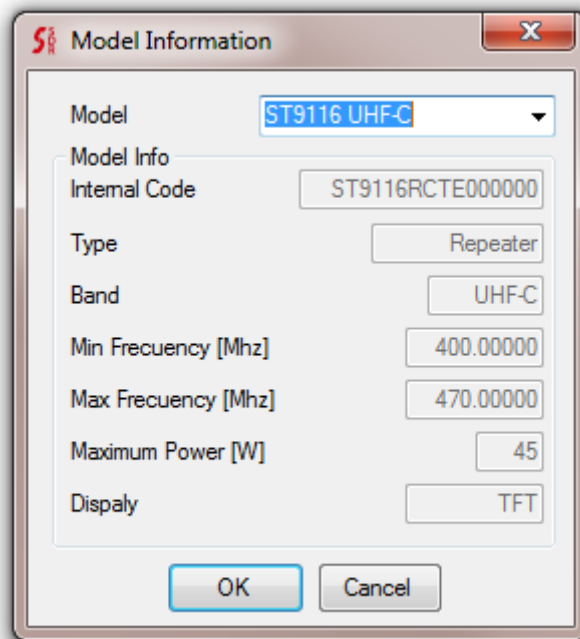 Model Information
Model ST9116 UHF-C
Model Info
Internal Code ST9116RCTE000000
Type Repeater
Band UHF-C
Min Frecuency [Mhz] 400.00000
Max Frecuency [Mhz] 470.00000
Maximum Power [W] 45
Dispaly TFT
OK Cancel